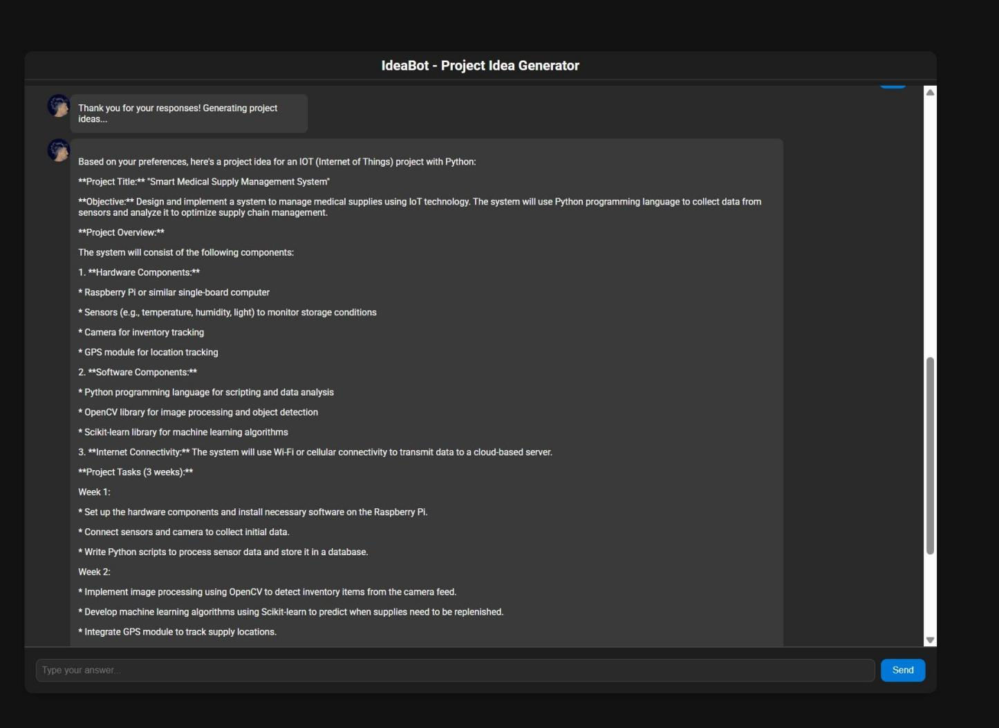 IdeaBot - Project Idea Generator
Thank you for your responses! Generating project
ideas...
Based on your preferences, here's a project idea for an IOT (Internet of Things) project with Python:
**Project Title:** "Smart Medical Supply Management System"
**Objective:** Design and implement a system to manage medical supplies using IoT technology. The system will use Python programming language to collect data from
sensors and analyze it to optimize supply chain management.
**Project Overview:**
The system will consist of the following components:
1. **Hardware Components:**
* Raspberry Pi or similar single-board computer
* Sensors (e.g., temperature, humidity, light) to monitor storage conditions
* Camera for inventory tracking
* GPS module for location tracking
2. **Software Components:**
* Python programming language for scripting and data analysis
* OpenCV library for image processing and object detection
* Scikit-learn library for machine learning algorithms
3. **Internet Connectivity:** The system will use Wi-Fi or cellular connectivity to transmit data to a cloud-based server.
**Project Tasks (3 weeks):**
Week 1:
* Set up the hardware components and install necessary software on the Raspberry Pi.
* Connect sensors and camera to collect initial data.
* Write Python scripts to process sensor data and store it in a database.
Week 2:
* Implement image processing using OpenCV to detect inventory items from the camera feed.
* Develop machine learning algorithms using Scikit-learn to predict when supplies need to be replenished.
* Integrate GPS module to track supply locations.
Type your answer...
Send